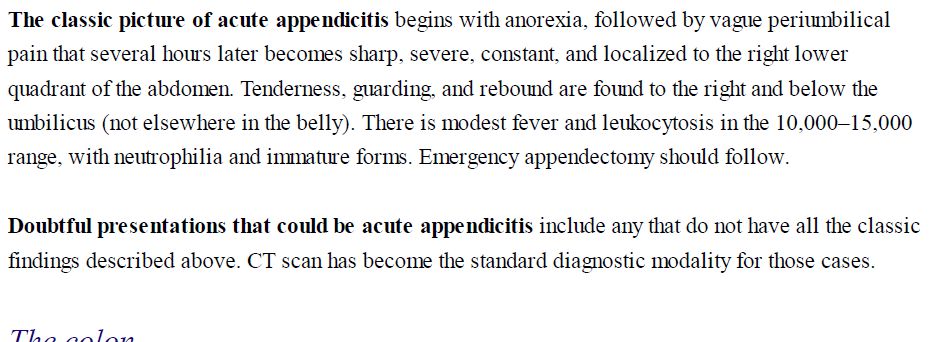 The classic picture of acute appendicitis begins with anorexia, followed by vague periumbilical
pain that several hours later becomes sharp, severe, constant, and localized to the right lower
quadrant of the abdomen. Tenderness, guarding, and rebound are found to the right and below the
umbilicus (not elsewhere in the belly). There is modest fever and leukocytosis in the 10,000–15,000
range, with neutrophilia and immature forms. Emergency appendectomy should follow.
Doubtful presentations that could be acute appendicitis include any that do not have all the classic
findings described above. CT scan has become the standard diagnostic modality for those cases.
The colon